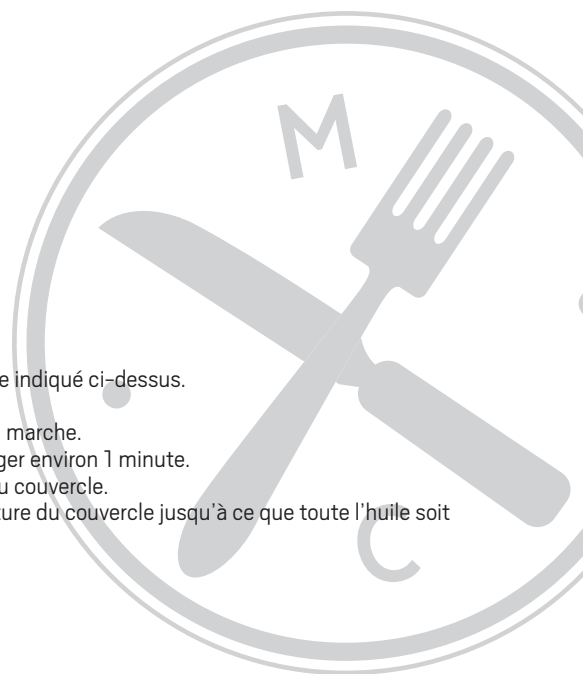 M
e indiqué ci-dessus.
marche.
ger environ 1 minute.
u couvercle.
ture du couvercle jusqu'à ce que toute l'huile soit
C